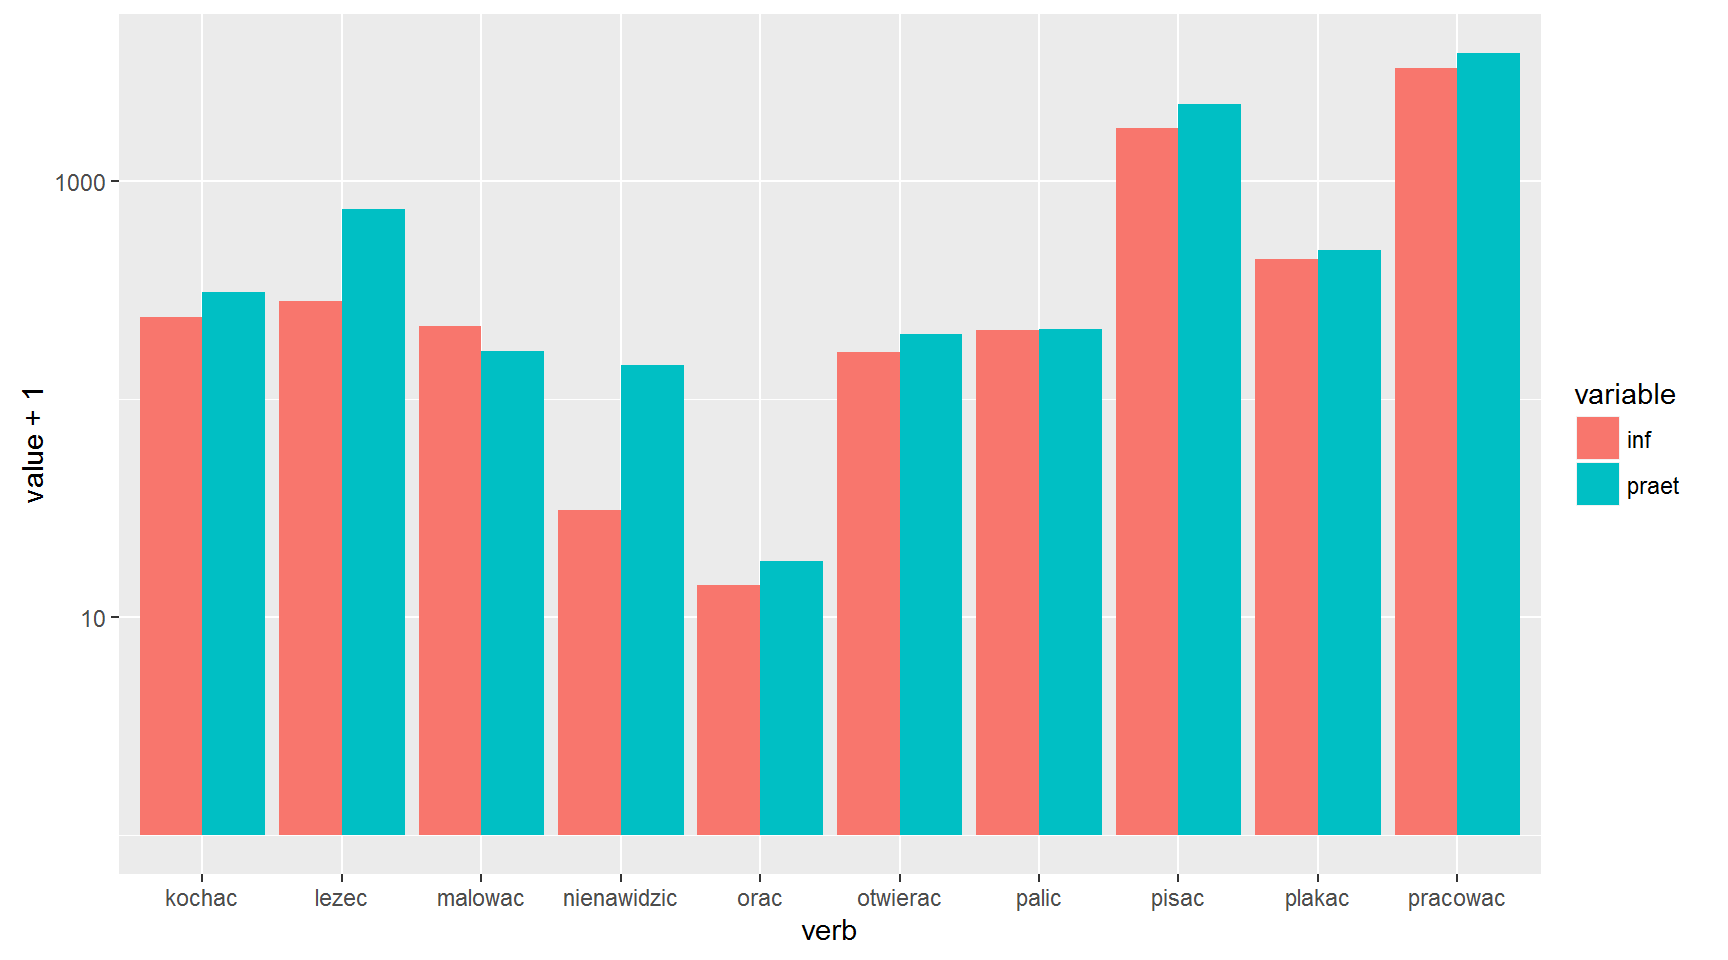 value + 1
1000
10
kochac lezec malowac nienawidzic orac otwierac palic pisac plakac pracowac
verb
variable
inf
praet